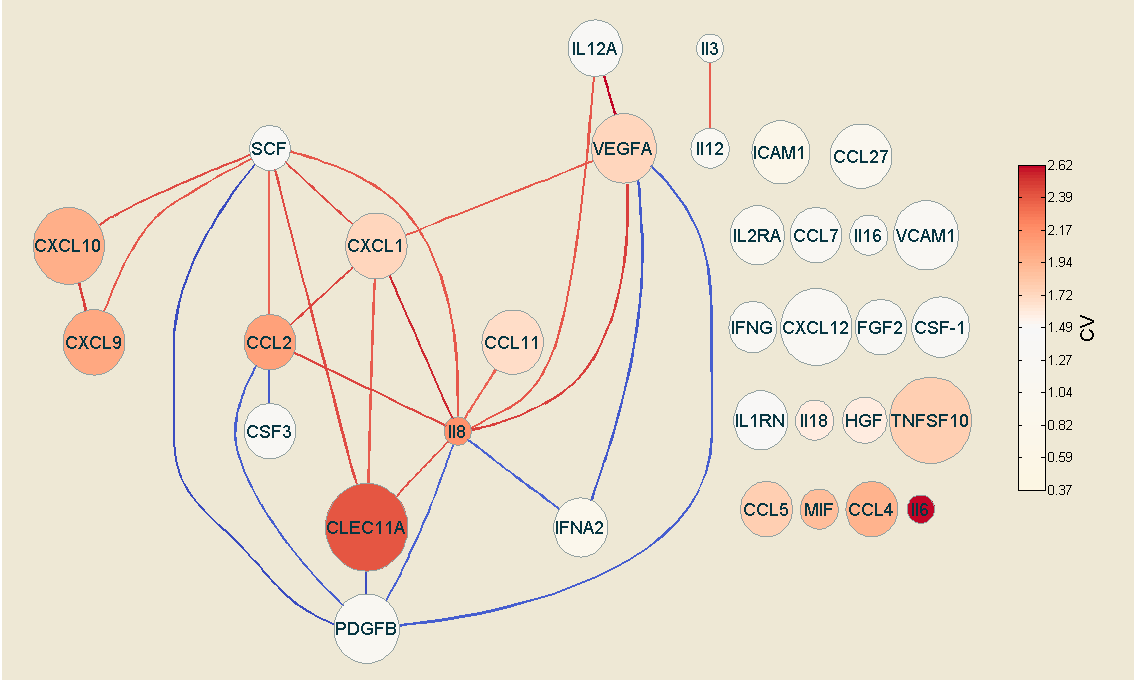 IL12A
Il3
SCF
VEGFA
Il12
ICAM1
CCL27
CXCL10
CXCL1
IL2RA
CCL7
Il16
VCAM1
CXCL9
CCL2
CCL11
IFNG
CXCL12
FGF2
CSF-1
CSF3
Il8
IL1RN
Il18
HGF
TNFSF10
CLEC11A
IFNA2
CCL5
MIF
CCL4
Il6
PDGFB
2.62
2.39
2.17
1.94
1.72
1.49
1.27
1.04
0.82
0.59
0.37
CV